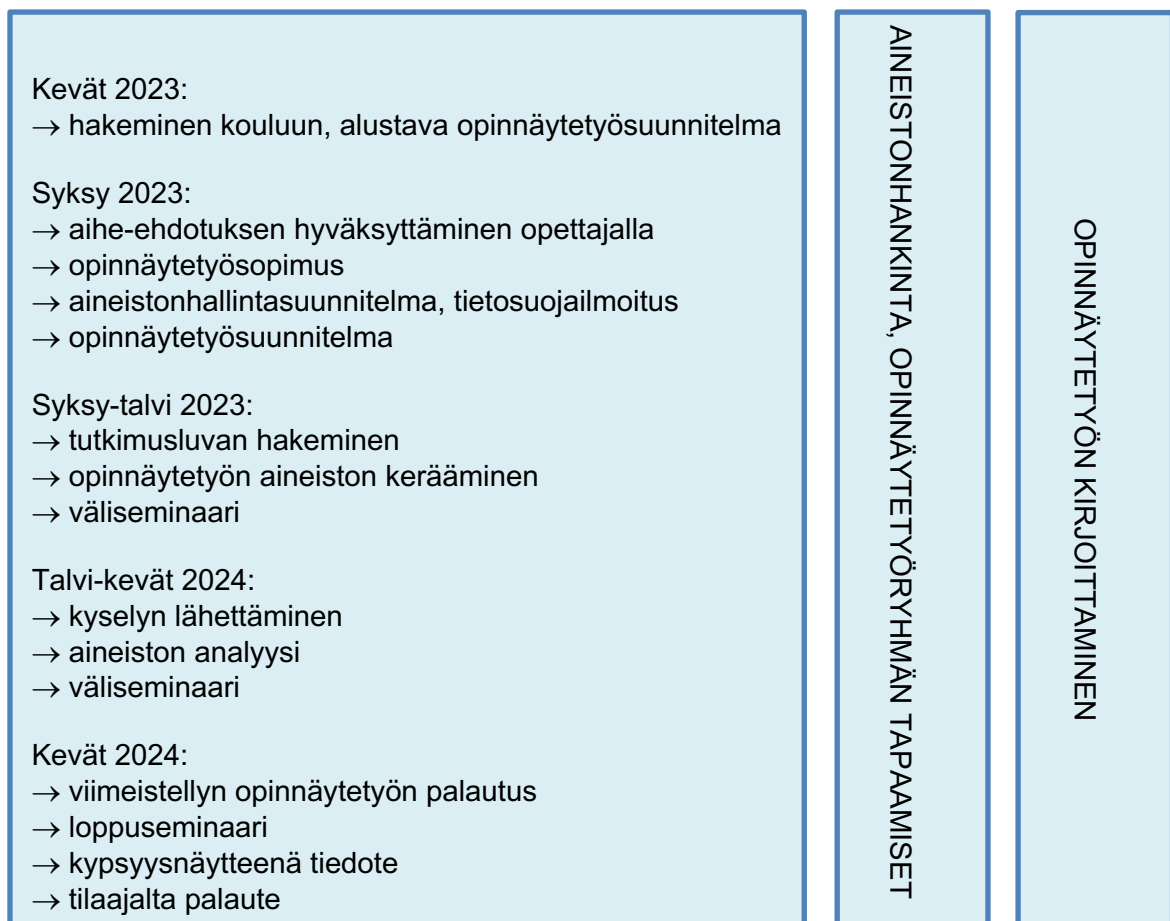 Kevät 2023:
→ hakeminen kouluun, alustava opinnäytetyösuunnitelma
Syksy 2023:
→ aihe-ehdotuksen hyväksyttäminen opettajalla
→ opinnäytetyösopimus
→ aineistonhallintasuunnitelma, tietosuojailmoitus
→ opinnäytetyösuunnitelma
Syksy-talvi 2023:
→ tutkimusluvan hakeminen
→ opinnäytetyön aineiston kerääminen
→ väliseminaari
Talvi-kevät 2024:
→ kyselyn lähettäminen
→ aineiston analyysi
→ väliseminaari
Kevät 2024:
→ viimeistellyn opinnäytetyön palautus
→ loppuseminaari
→ kypsyysnäytteenä tiedote
→ tilaajalta palaute
AINEISTONHANKINTA, OPINNÄYTETYÖRYHMÄN TAPAAMISET
OPINNÄYTETYÖN KIRJOITTAMINEN